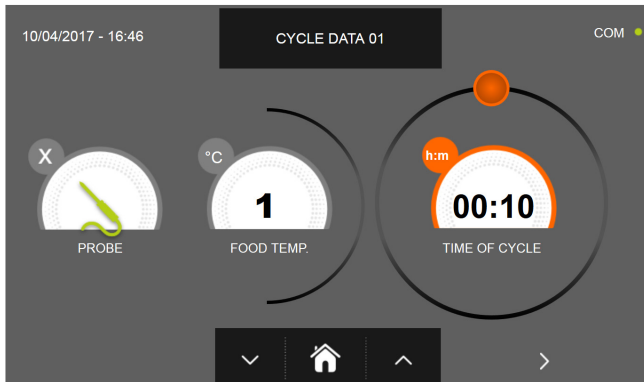 10/04/2017 - 16:46
CYCLE DATA 01
COM
X
°C
h:m
1
00:10
PROBE
FOOD TEMP.
TIME OF CYCLE